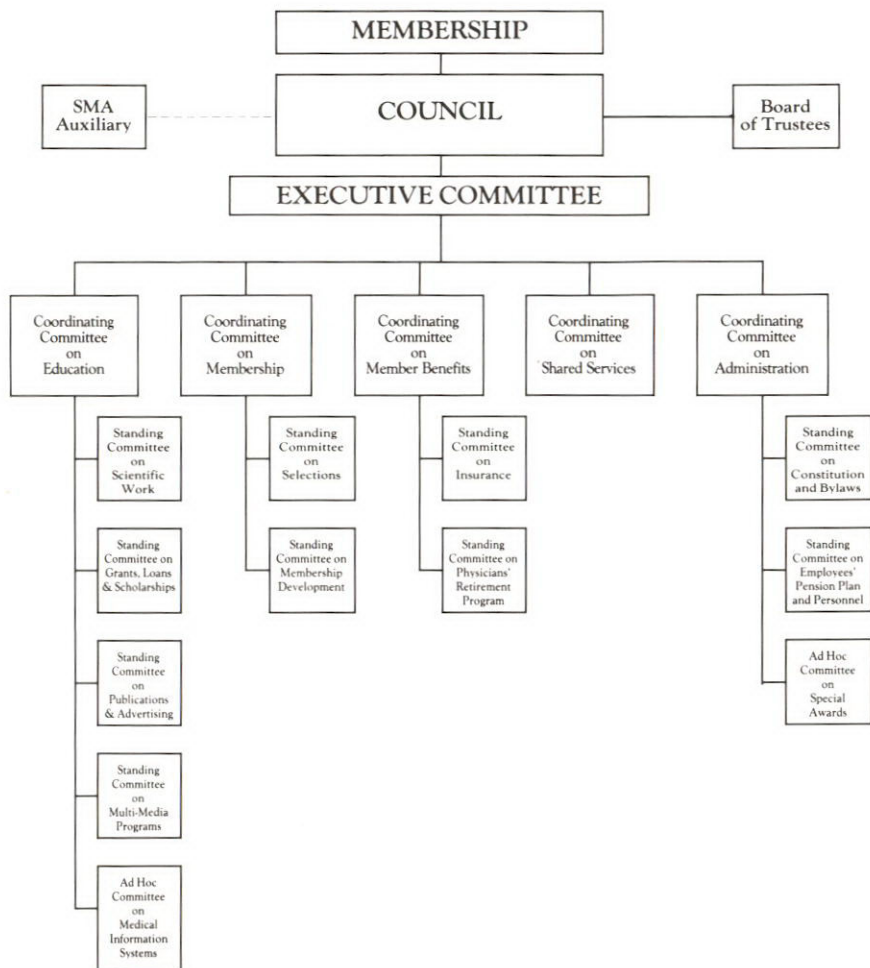 MEMBERSHIP
SMA
Auxiliary
COUNCIL
Board
of Trustees
EXECUTIVE COMMITTEE
Coordinating
Committee
on
Education
Coordinating
Committee
on
Membership
Coordinating
Committee
on
Member Benefits
Coordinating
Committee
on
Shared Services
Coordinating
Committee
on
Administration
Standing
Committee
on
Scientific
Work
Standing
Committee on
Grants, Loans
& Scholarships
Standing
Committee
on
Publications
& Advertising
Standing
Committee
on
Multi-Media
Programs
Ad Hoc
Committee
on
Medical
Information
Systems
Standing
Committee
on
Selections
Standing
Committee on
Membership
Development
Standing
Committee
on
Insurance
Standing
Committee on
Physicians'
Retirement
Program
Standing
Committee
on
Constitution
and Bylaws
Standing
Committee on
Employees'
Pension Plan
and Personnel
Ad Hoc
Committee
on
Special
Awards